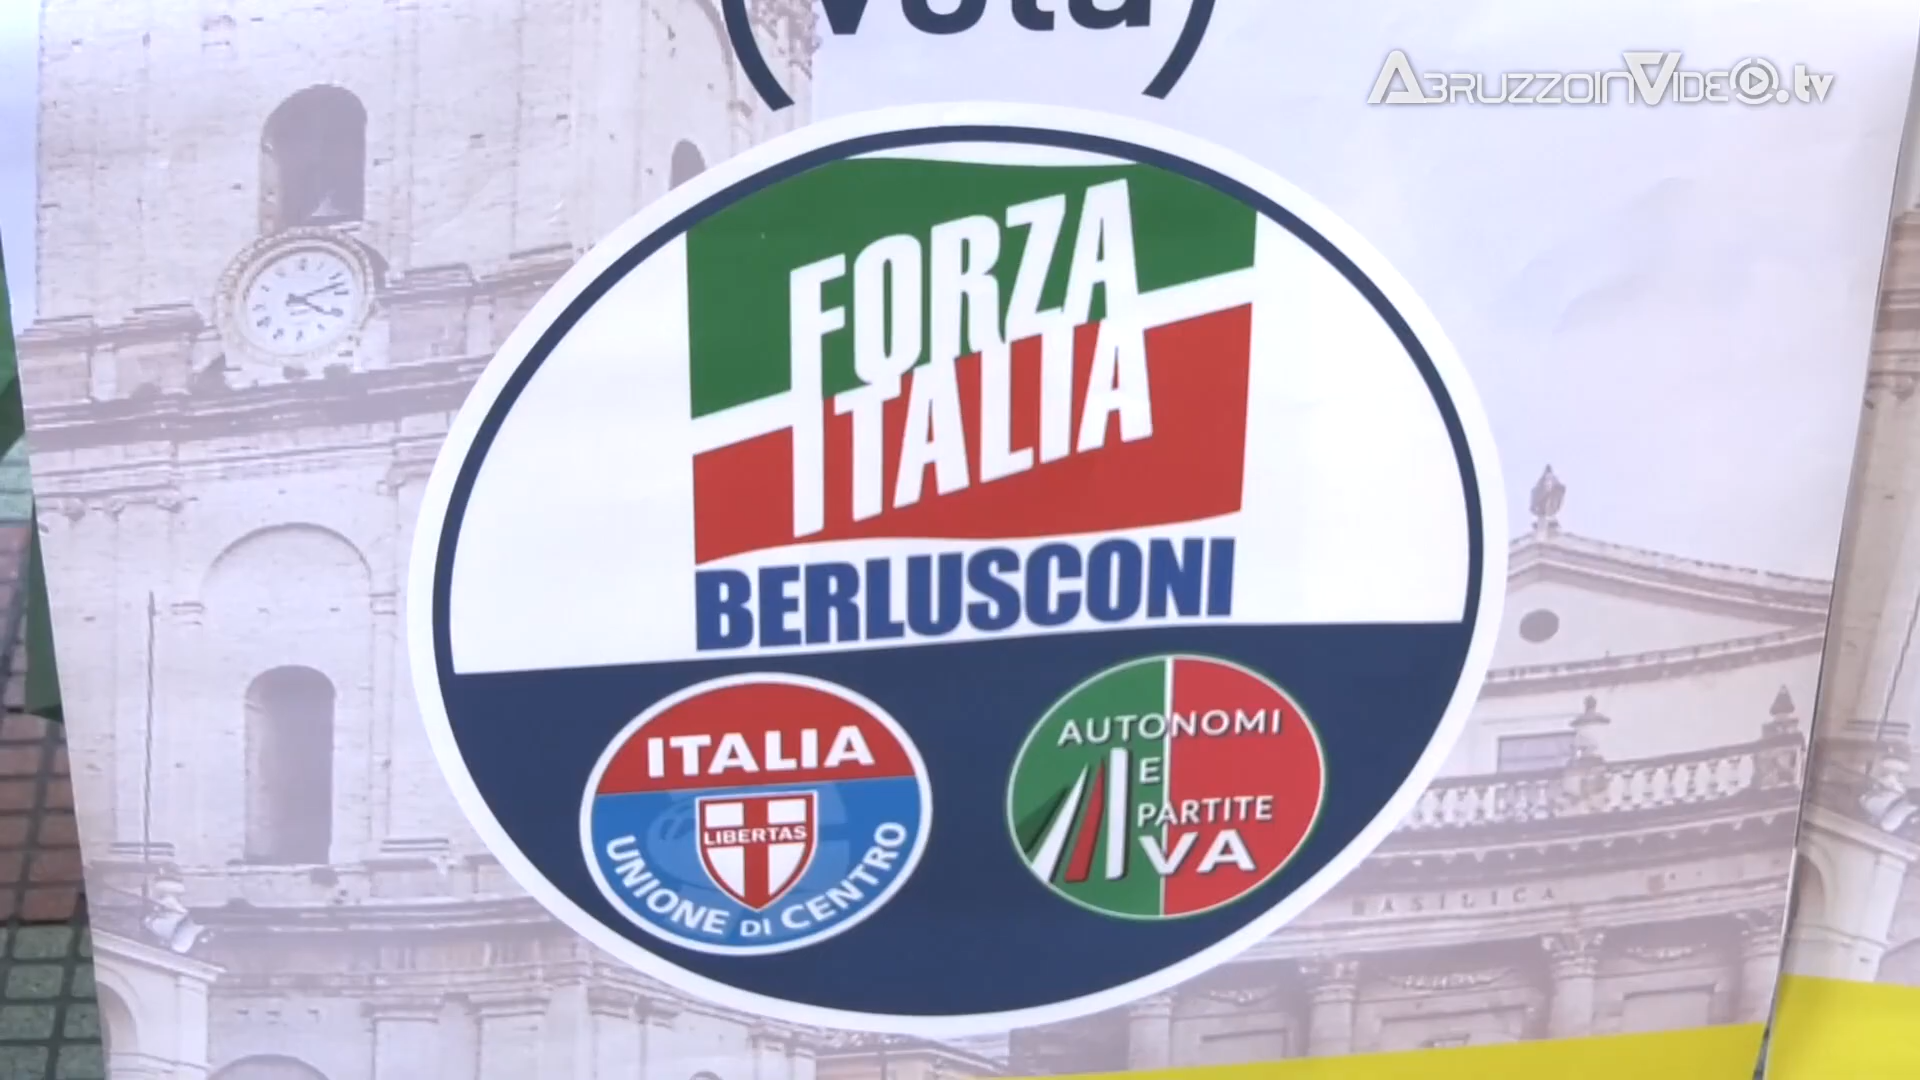 (vota)
ABRUZZOINVIDEO.tv
FORZA
ITALIA
BERLUSCONI
ITALIA
LIBERTAS
UNIONE DI CENTRO
AUTONOMI
E
PARTITE
IVA
BASILICA